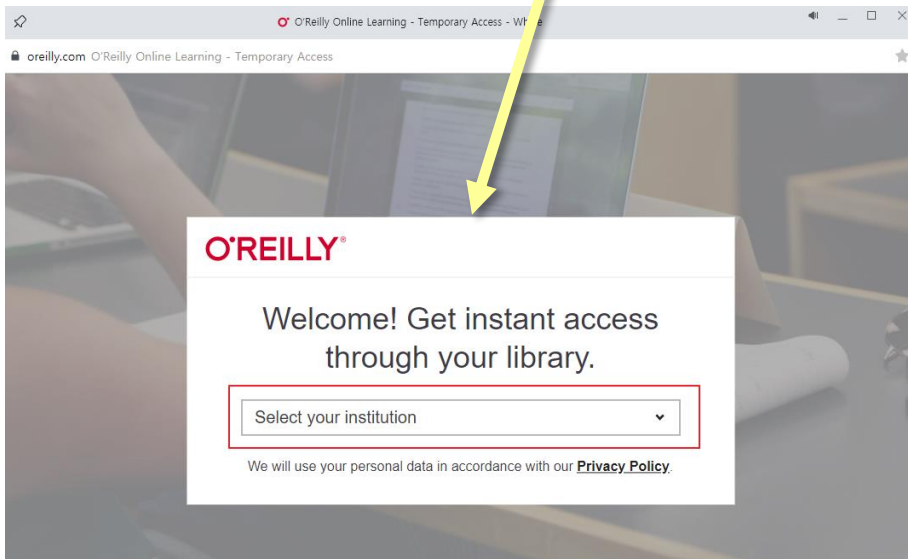 O'Reilly Online Learning - Temporary Access - Wh
oreilly.com O'Reilly Online Learning - Temporary Access
O'REILLY®
Welcome! Get instant access
through your library.
Select your institution
We will use your personal data in accordance with our Privacy Policy.